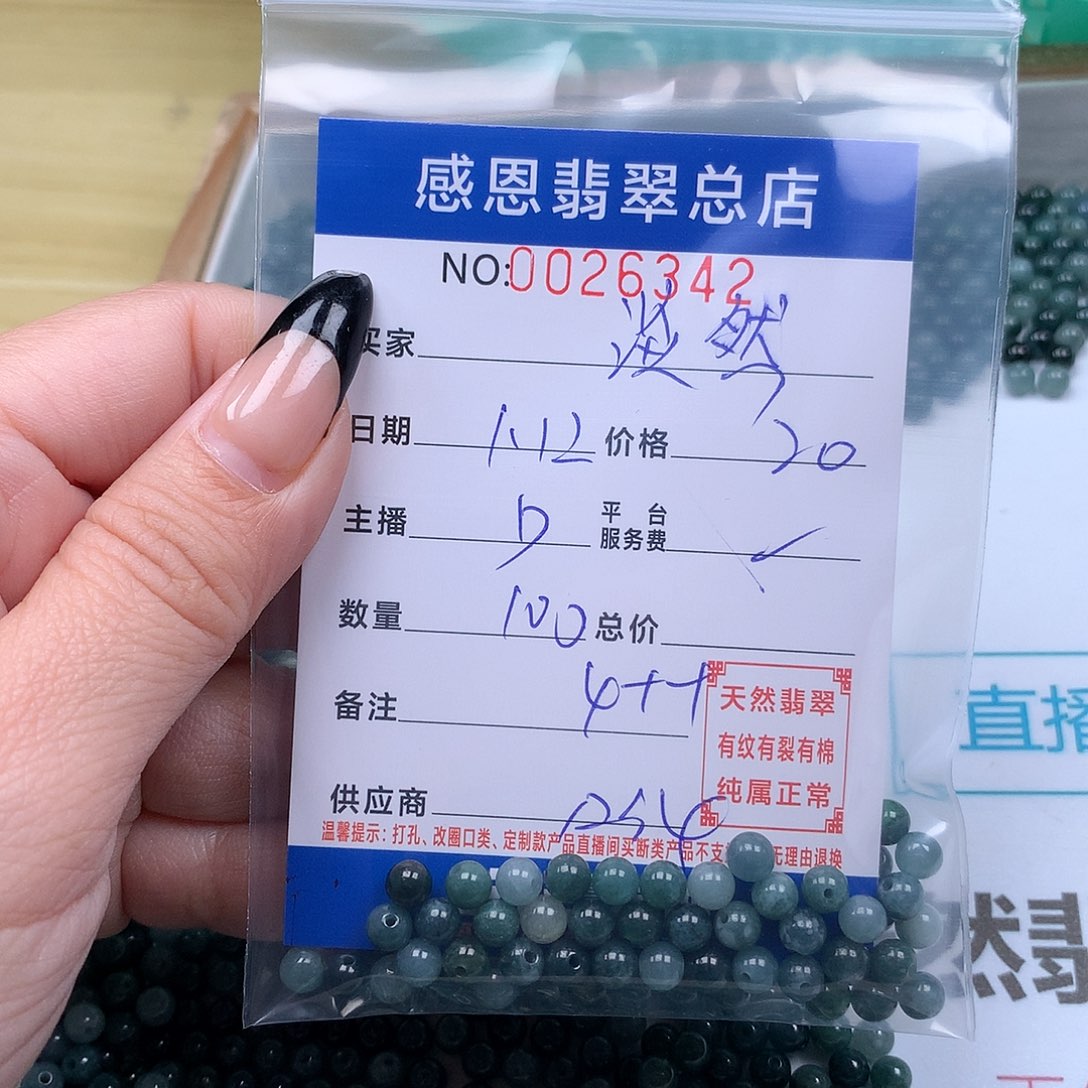 感恩翡翠总店
NO:0026342
买家 然
日期 1.12 价格 20
主播 D 平台服务费 ✓
数量 100 总价
备注 4++
天然翡翠
有纹有裂有棉
纯属正常
供应商
温馨提示：打孔、改圈口类、定制款产品直播间买断类产品不支 无理由退换
直播
然翡